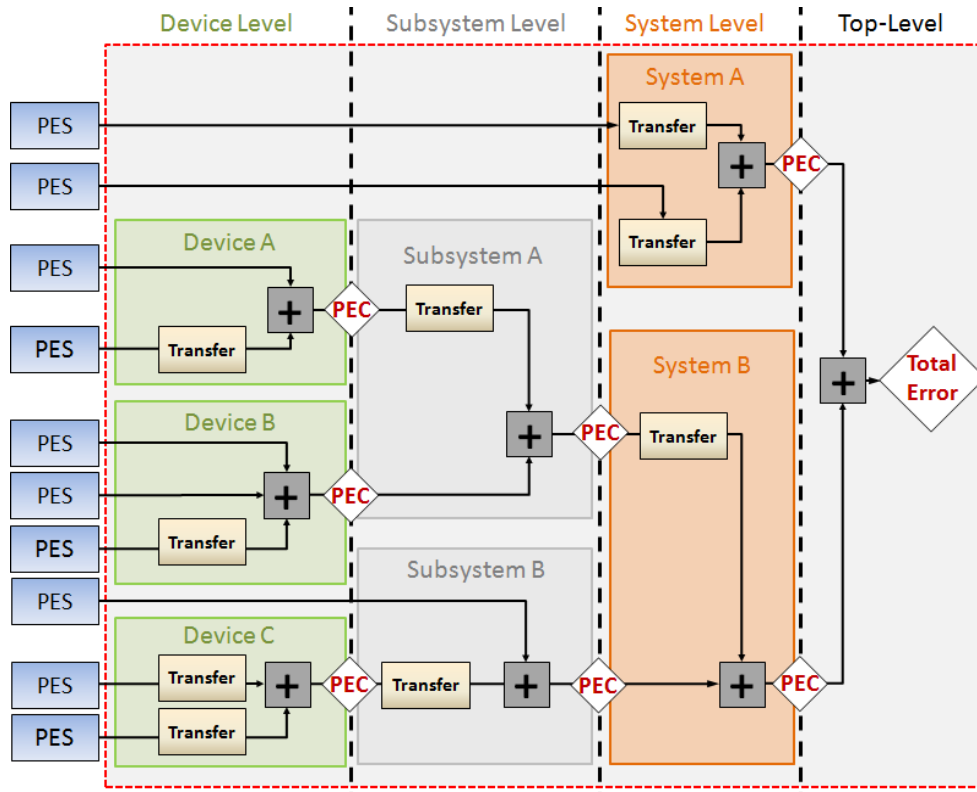 Device Level
Subsystem Level
System Level
Top-Level
System A
PES
Transfer
+
PEC
PES
Transfer
Device A
Subsystem A
PES
+
PEC
Transfer
PES
Transfer
System B
+
Total
Error
Device B
PES
+
PEC
Transfer
PES
+
PEC
PES
Transfer
Subsystem B
PES
Device C
PES
Transfer
+
PEC
Transfer
+
PEC
+
PEC
PES
Transfer